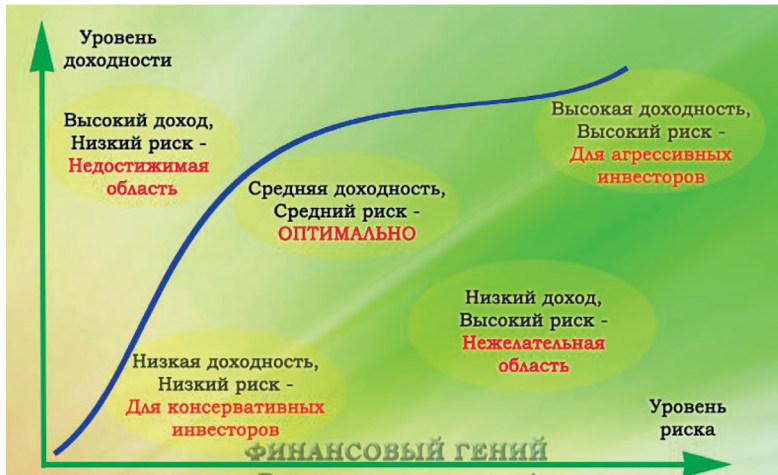 Уровень
доходности
Высокий доход,
Низкий риск -
Недостижимая
область
Высокая доходность,
Высокий риск -
Для агрессивных
инвесторов
Средняя доходность,
Средний риск -
ОПТИМАЛЬНО
Низкий доход,
Высокий риск -
Нежелательная
область
Низкая доходность,
Низкий риск -
Для консервативных
инвесторов
Уровень
риска
ФИНАНСОВЫЙ ГЕНИЙ